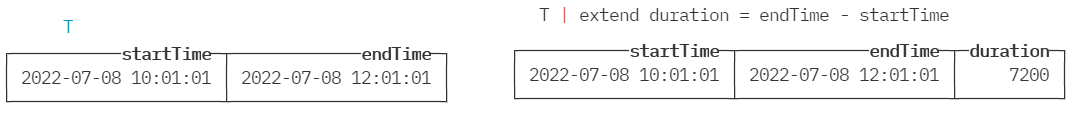 T
startTime endTime
2022-07-08 10:01:01 2022-07-08 12:01:01
T | extend duration = endTime - startTime
startTime endTime duration
2022-07-08 10:01:01 2022-07-08 12:01:01 7200